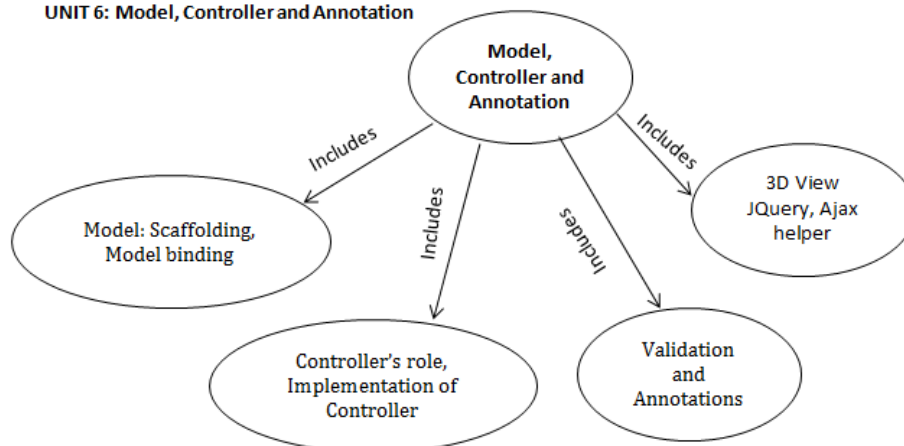 UNIT 6: Model, Controller and Annotation
Model,
Controller and
Annotation
Includes
Includes
Includes
Includes
Model: Scaffolding,
Model binding
Controller's role,
Implementation of
Controller
Validation
and
Annotations
3D View
JQuery, Ajax
helper